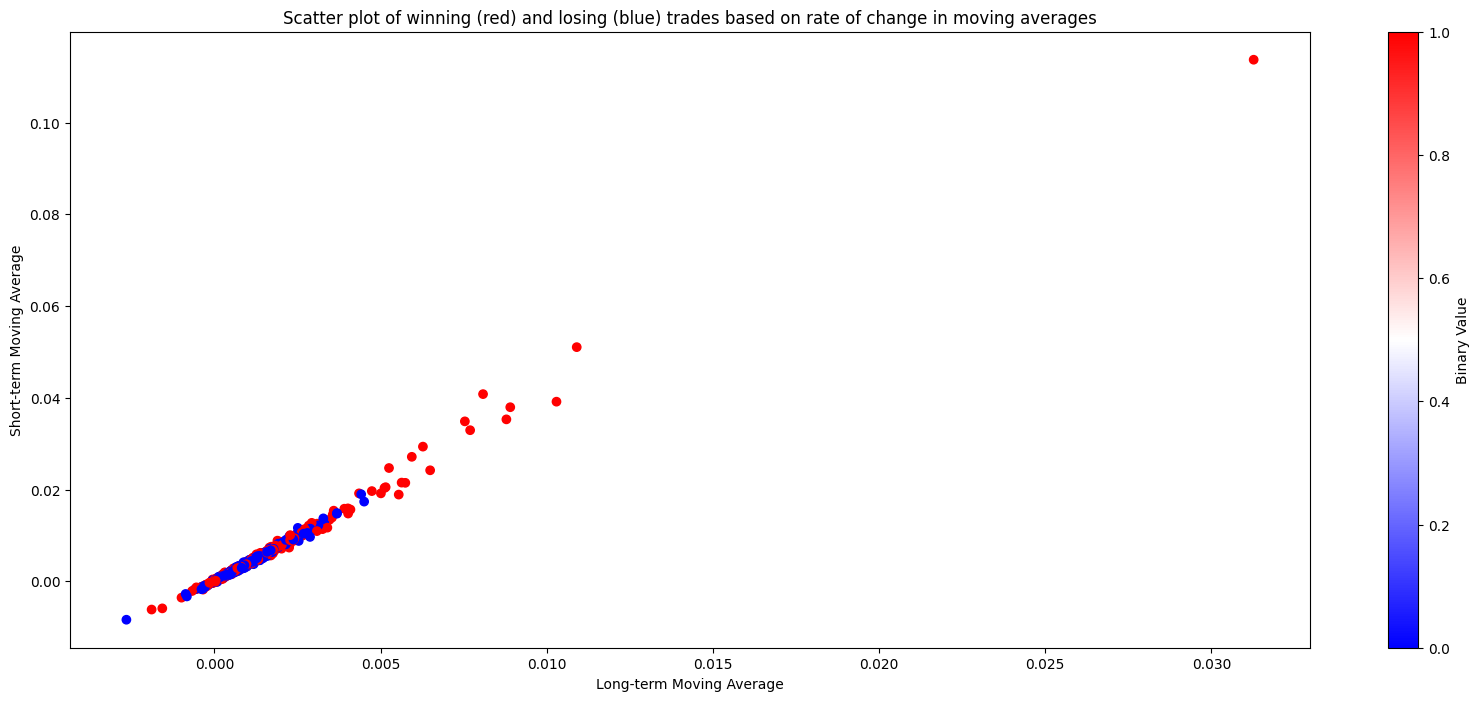 Scatter plot of winning (red) and losing (blue) trades based on rate of change in moving averages
Short-term Moving Average
0.10
0.08
0.06
0.04
0.02
0.00
0.000 0.005 0.010 0.015 0.020 0.025 0.030
Long-term Moving Average
1.0
0.8
0.6
0.4
0.2
0.0
Binary Value